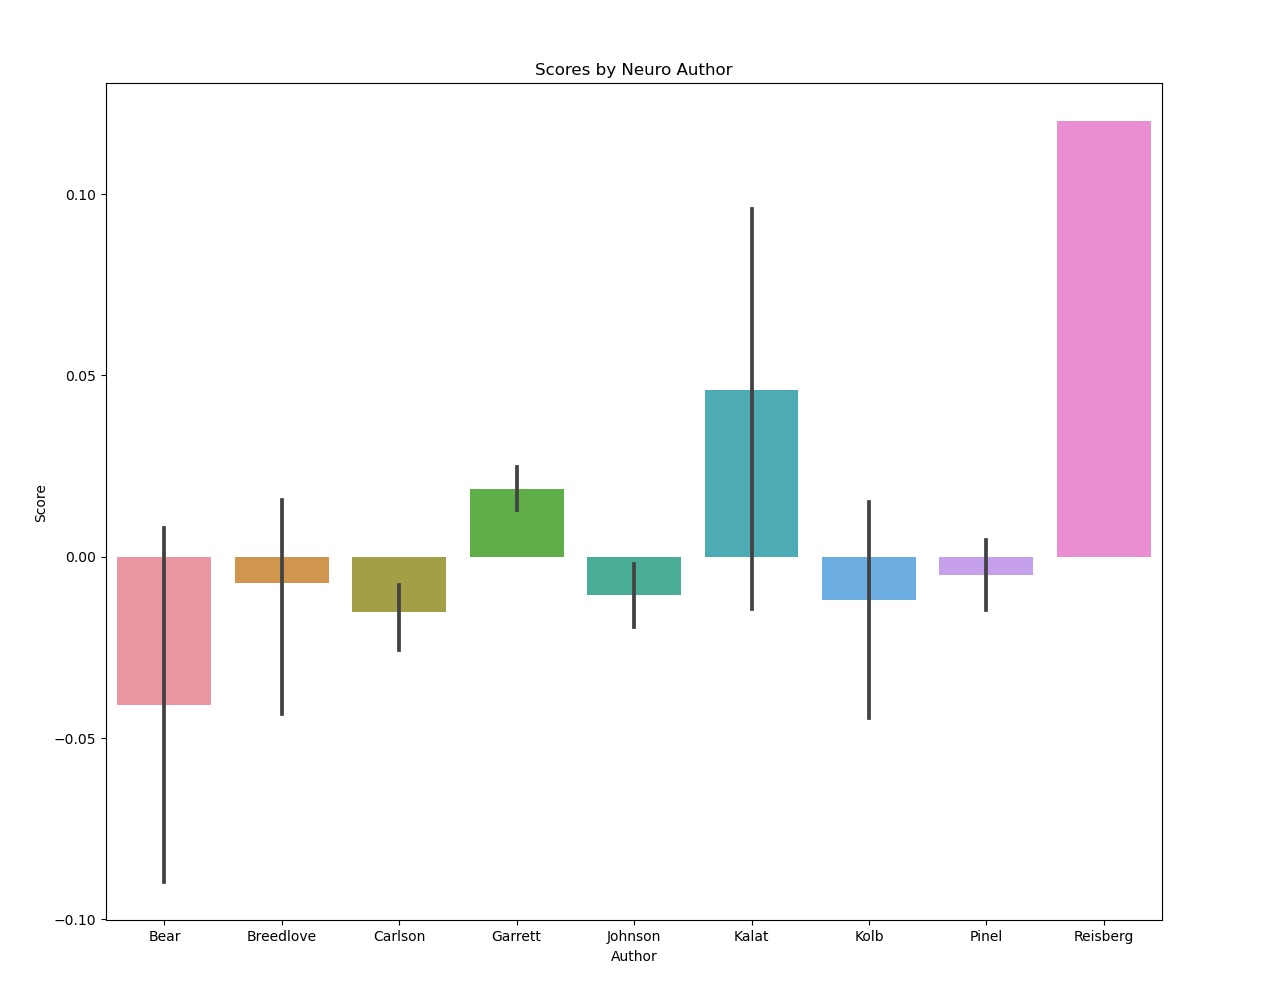 Scores by Neuro Author
0.10
0.05
0.00
−0.05
−0.10
Score
Bear Breedlove Carlson Garrett Johnson Kalat Kolb Pinel Reisberg
Author